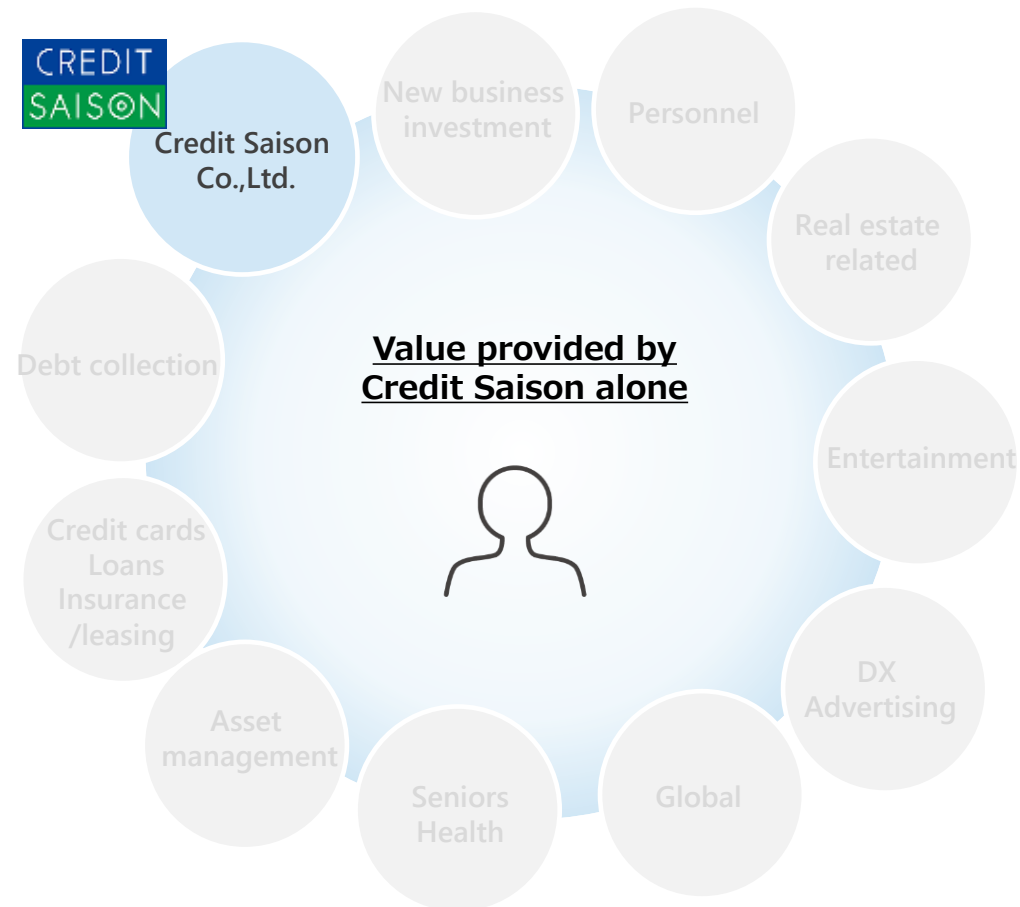 CREDIT
SAISON
Credit Saison
Co.,Ltd.
New business
investment
Personnel
Real estate
related
Entertainment
DX
Advertising
Global
Seniors
Health
Asset
management
Credit cards
Loans
Insurance
/leasing
Debt collection
Value provided by
Credit Saison alone